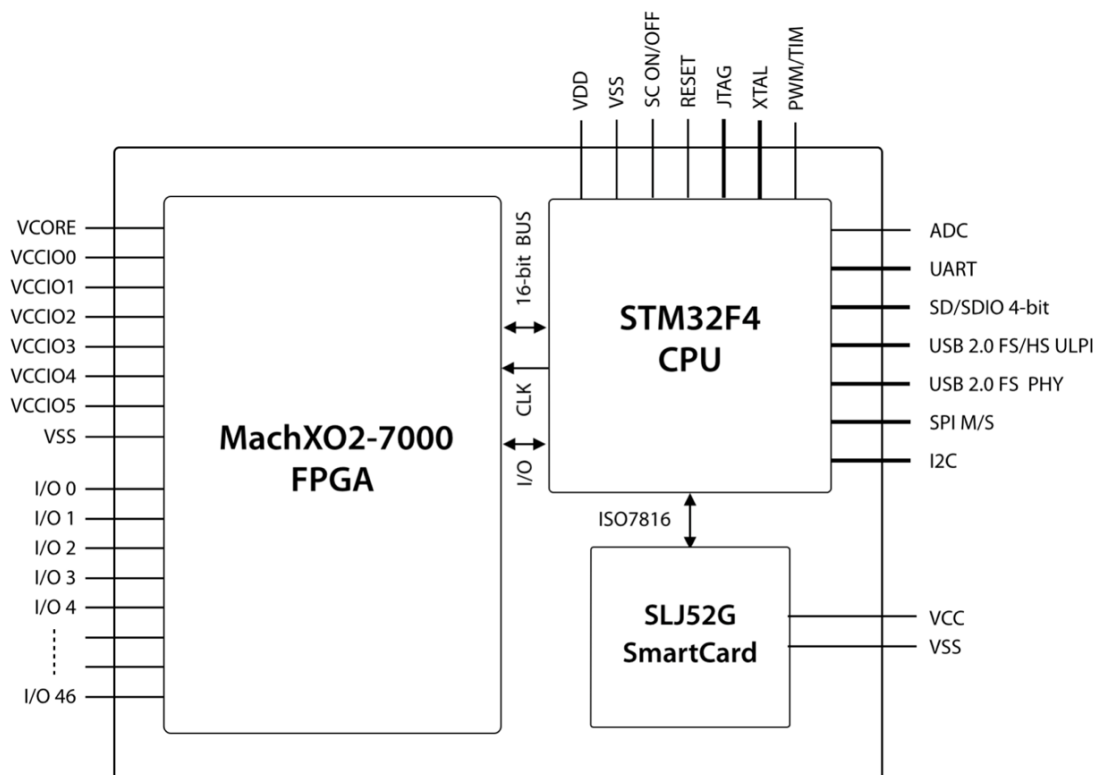 VDD
VSS
SC ON/OFF
RESET
JTAG
XTAL
PWM/TIM
VCORE
VCCIO0
VCCIO1
VCCIO2
VCCIO3
VCCIO4
VCCIO5
VSS
I/O 0
I/O 1
I/O 2
I/O 3
I/O 4
I/O 46
MachXO2-7000
FPGA
16-bit BUS
CLK
I/O
STM32F4
CPU
ADC
UART
SD/SDIO 4-bit
USB 2.0 FS/HS ULPI
USB 2.0 FS PHY
SPI M/S
I2C
ISO7816
SLJ52G
SmartCard
VCC
VSS